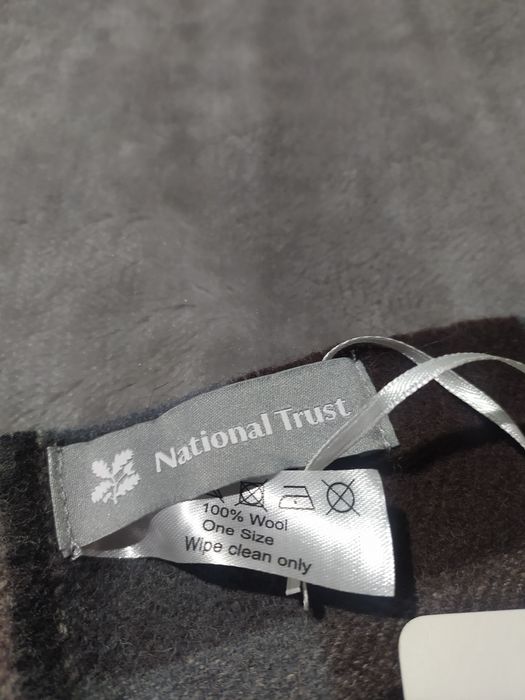 National Trust
100% Wool
One Size
Wipe clean only